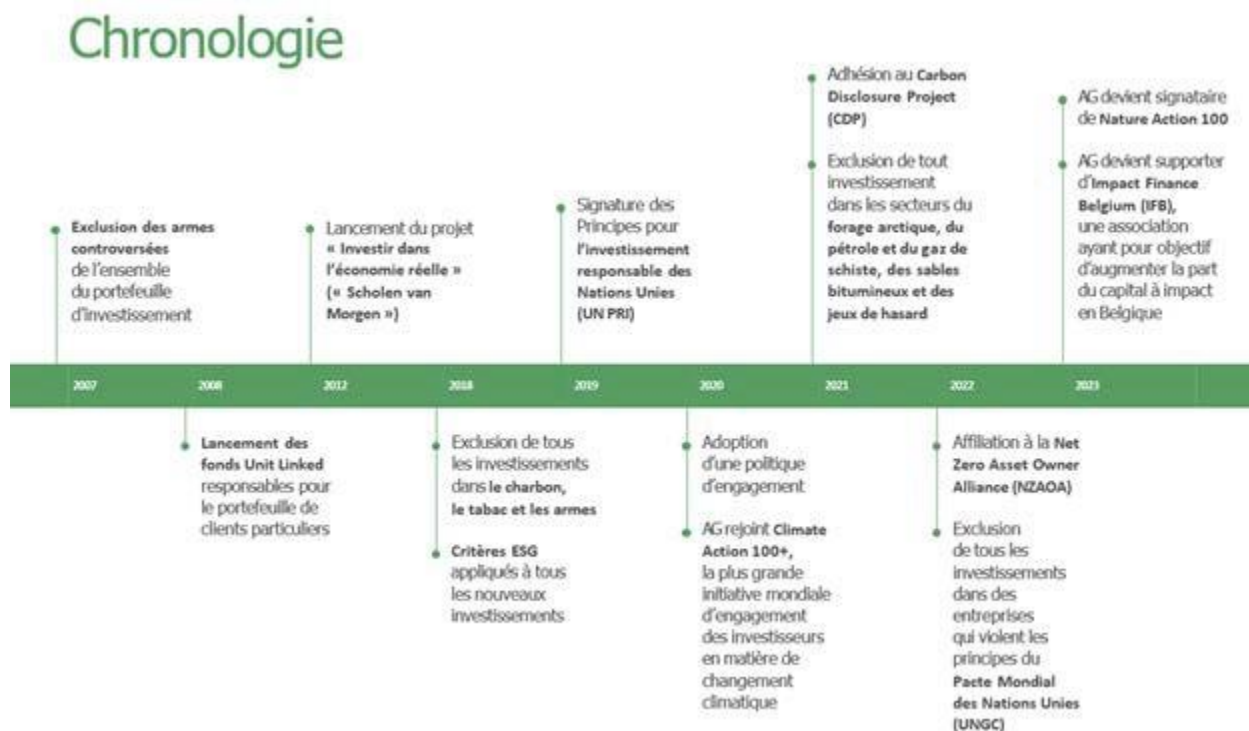 Chronologie
Exclusion des armes
controversées
de l'ensemble
du portefeuille
d'investissement
Lancement du projet
« Investir dans
l'économie réelle »
(« Scholen van
Morgen »)
Signature des
Principes pour
l'investissement
responsable des
Nations Unies
(UN PRI)
Adhésion au Carbon
Disclosure Project
(CDP)
Exclusion de tout
investissement
dans les secteurs du
forage arctique, du
pétrole et du gaz de
schiste, des sables
bitumineux et des
jeux de hasard
AG devient signataire
de Nature Action 100
AG devient supporter
d'Impact Finance
Belgium (IFB),
une association
ayant pour objectif
d'augmenter la part
du capital à impact
en Belgique
2007 2008 2012 2018 2019 2020 2021 2022 2023
Lancement des
fonds Unit Linked
responsables pour
le portefeuille de
clients particuliers
Exclusion de tous
les investissements
dans le charbon,
le tabac et les armes
Critères ESG
appliqués à tous
les nouveaux
investissements
Adoption
d'une politique
d'engagement
AG rejoint Climate
Action 100+,
la plus grande
initiative mondiale
d'engagement
des investisseurs
en matière de
changement
climatique
Affiliation à la Net
Zero Asset Owner
Alliance (NZAOA)
Exclusion
de tous les
investissements
dans des
entreprises
qui violent les
principes du
Pacte Mondial
des Nations Unies
(UNGC)